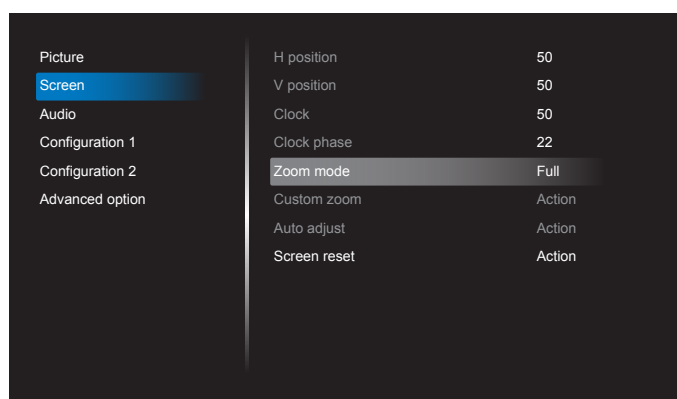 Picture
Screen
Audio
Configuration 1
Configuration 2
Advanced option
H position 50
V position 50
Clock 50
Clock phase 22
Zoom mode Full
Custom zoom Action
Auto adjust Action
Screen reset Action